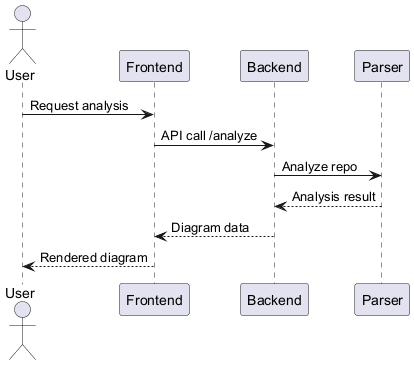 User
Frontend
Backend
Parser
Request analysis
API call /analyze
Analyze repo
Analysis result
Diagram data
Rendered diagram
User
Frontend
Backend
Parser